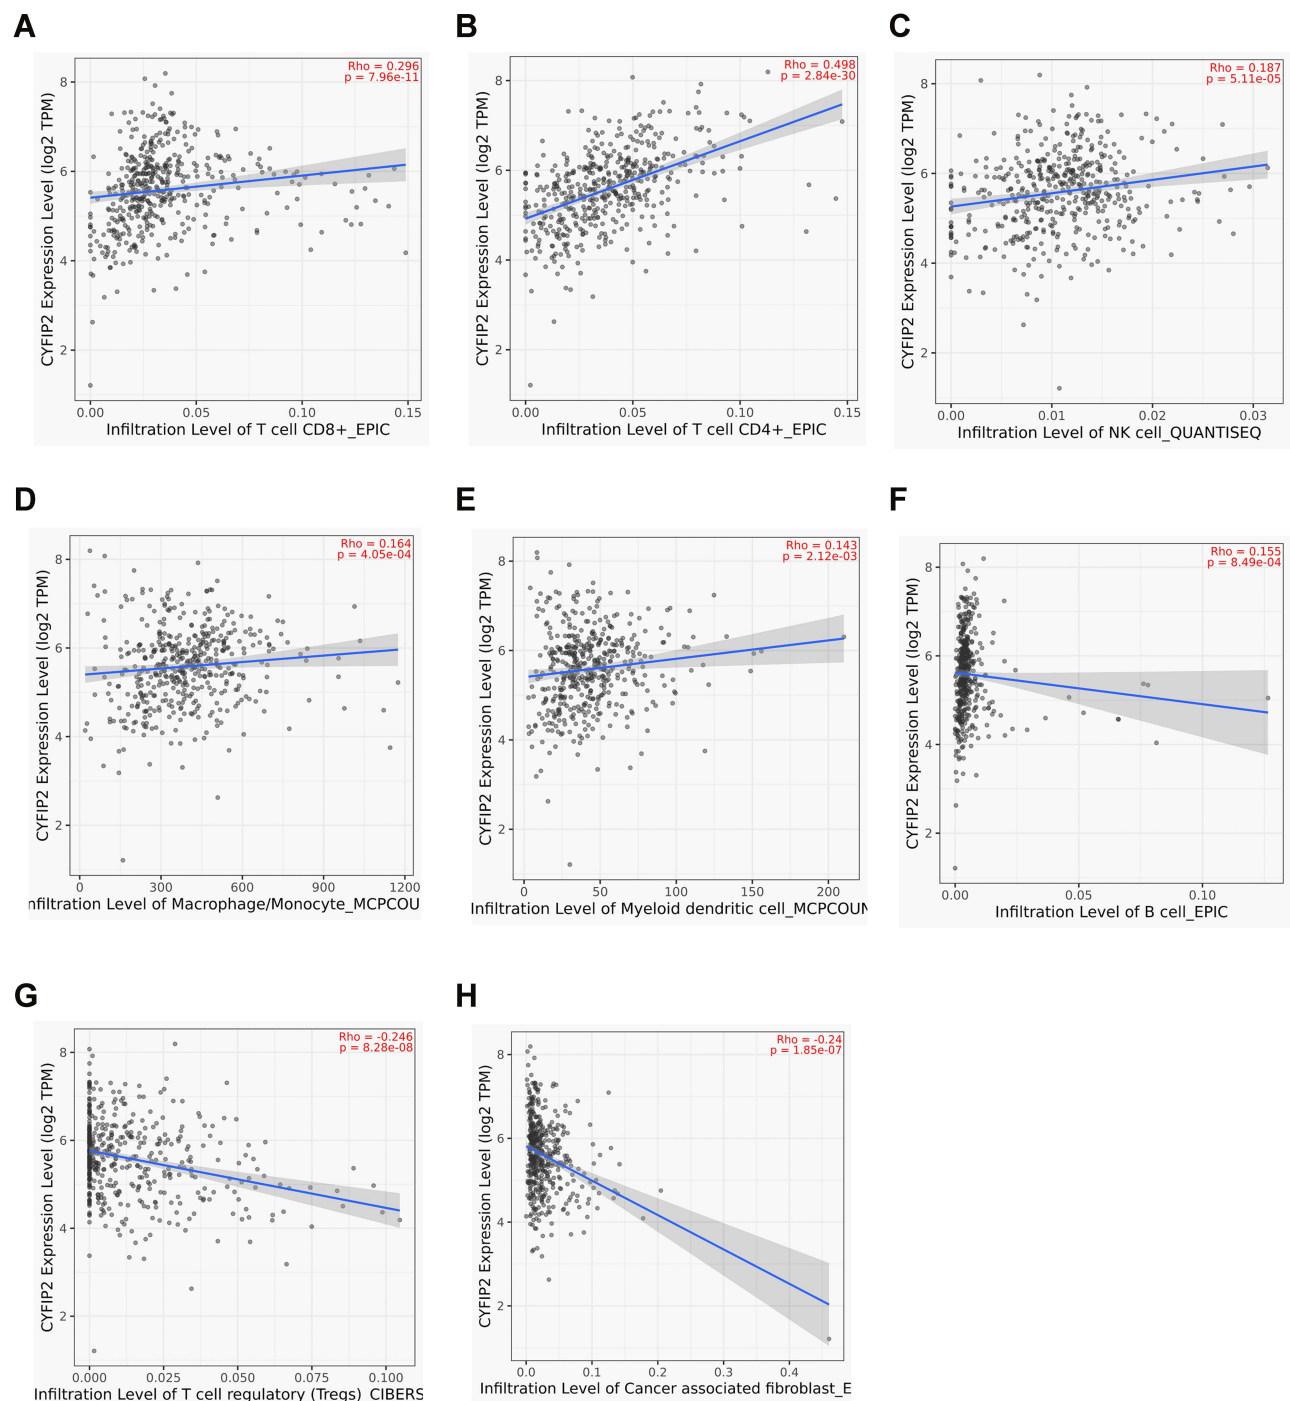 A
Rho = 0.296
p = 7.96e-11
CYFIP2 Expression Level (log2 TPM)
8
6
4
2
0.00 0.05 0.10 0.15
Infiltration Level of T cell CD8+_EPIC
B
Rho = 0.498
p = 2.84e-30
CYFIP2 Expression Level (log2 TPM)
8
6
4
2
0.00 0.05 0.10 0.15
Infiltration Level of T cell CD4+_EPIC
C
Rho = 0.187
p = 5.11e-05
CYFIP2 Expression Level (log2 TPM)
8
6
4
2
0.00 0.01 0.02 0.03
Infiltration Level of NK cell_QUANTISEQ
D
Rho = 0.164
p = 4.05e-04
CYFIP2 Expression Level (log2 TPM)
8
6
4
2
0 300 600 900 1200
nfiltration Level of Macrophage/Monocyte_MCPCOU
E
Rho = 0.143
p = 2.12e-03
CYFIP2 Expression Level (log2 TPM)
8
6
4
2
0 50 100 150 200
Infiltration Level of Myeloid dendritic cell_MCPCOUN
F
Rho = 0.155
p = 8.49e-04
CYFIP2 Expression Level (log2 TPM)
8
6
4
2
0.00 0.05 0.10
Infiltration Level of B cell_EPIC
G
Rho = -0.246
p = 8.28e-08
CYFIP2 Expression Level (log2 TPM)
8
6
4
2
0.000 0.025 0.050 0.075 0.100
Infiltration Level of T cell regulatory (Tregs)_CIBERS
H
Rho = -0.24
p = 1.85e-07
CYFIP2 Expression Level (log2 TPM)
8
6
4
2
0.0 0.1 0.2 0.3 0.4
Infiltration Level of Cancer associated fibroblast_E